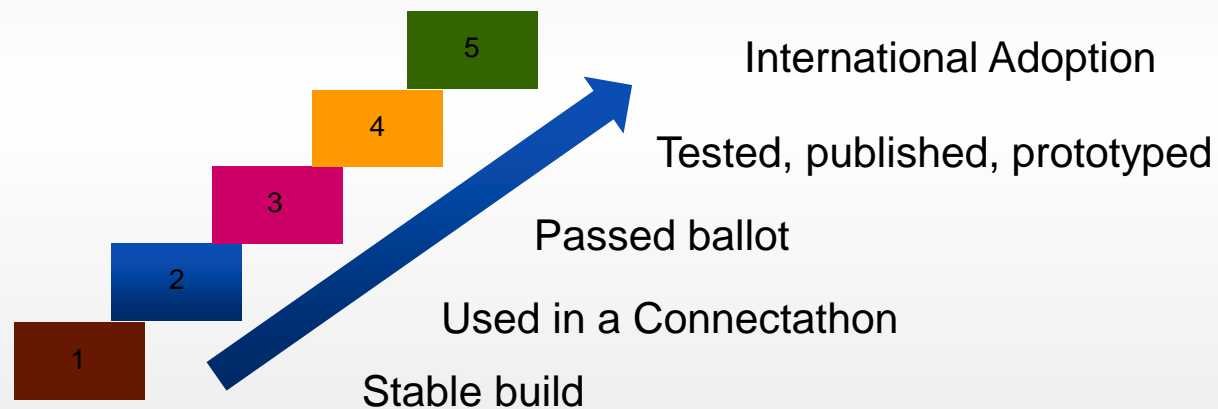 5
International Adoption
4
Tested, published, prototyped
3
Passed ballot
2
Used in a Connectathon
1
Stable build